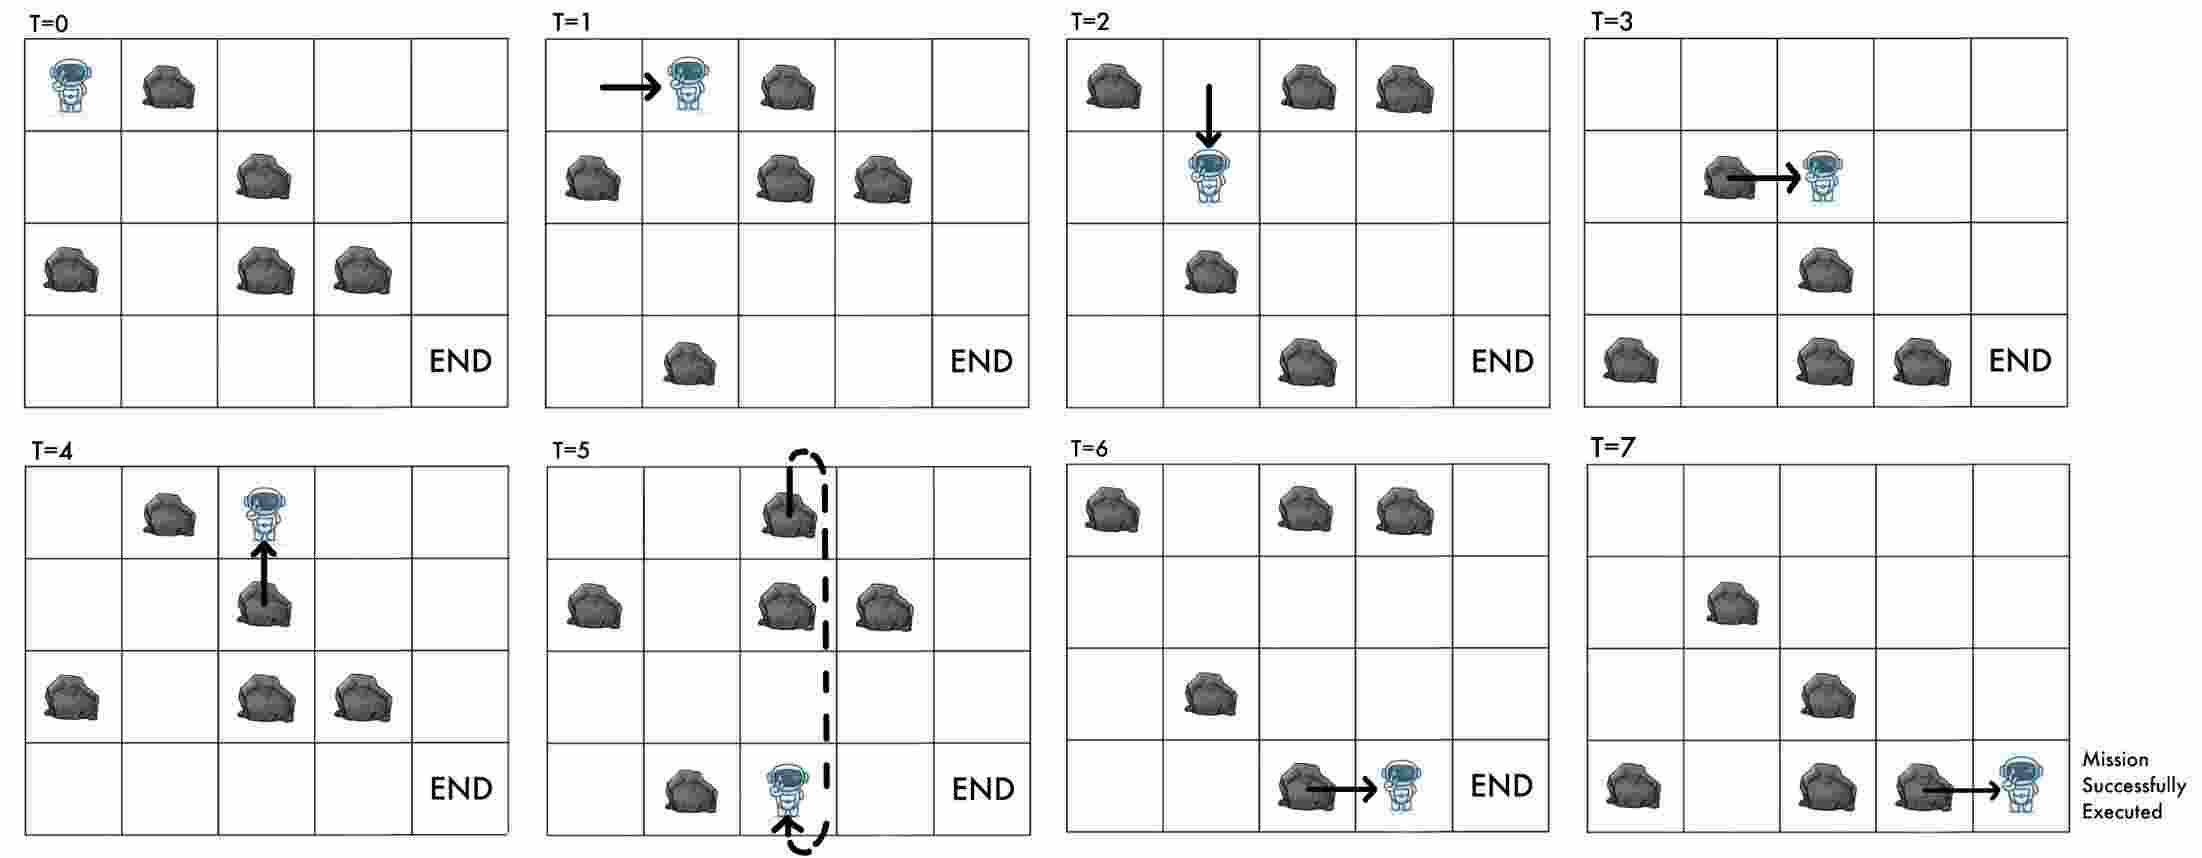 T=0
T=1
T=2
T=3
END
END
END
END
T=4
T=5
T=6
T=7
END
END
END
Mission
Successfully
Executed